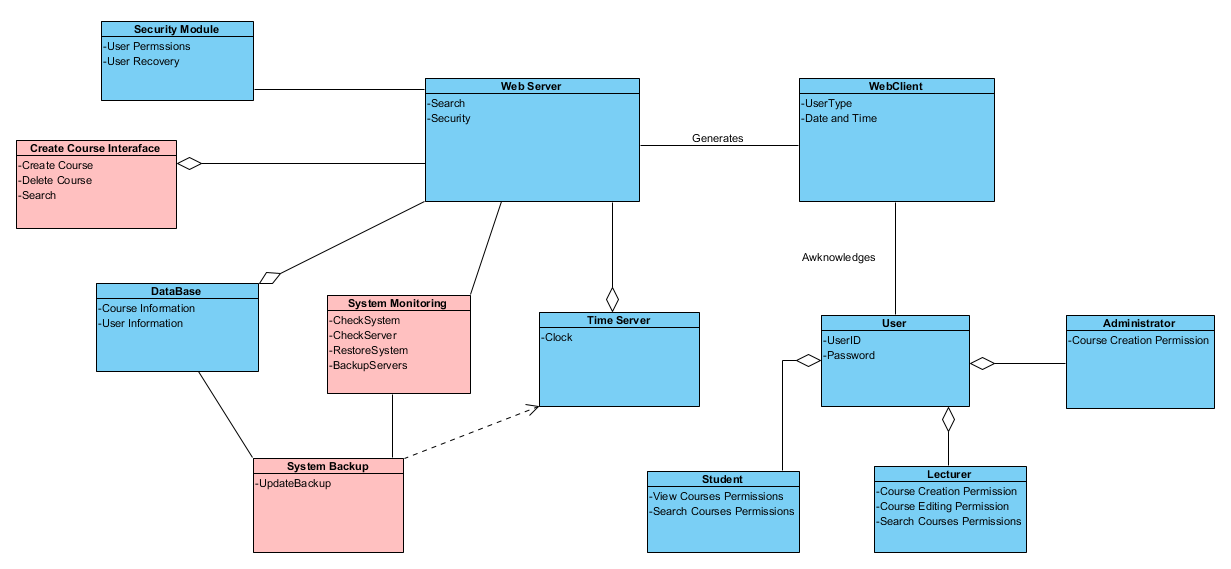 Security Module
-User Permssions
-User Recovery
Web Server
-Search
-Security
WebClient
-UserType
-Date and Time
Generates
Create Course Interaface
-Create Course
-Delete Course
-Search
Awknowledges
DataBase
-Course Information
-User Information
System Monitoring
-CheckSystem
-CheckServer
-RestoreSystem
-BackupServers
Time Server
-Clock
User
-UserID
-Password
Administrator
-Course Creation Permission
System Backup
-UpdateBackup
Student
-View Courses Permissions
-Search Courses Permissions
Lecturer
-Course Creation Permission
-Course Editing Permission
-Search Courses Permissions